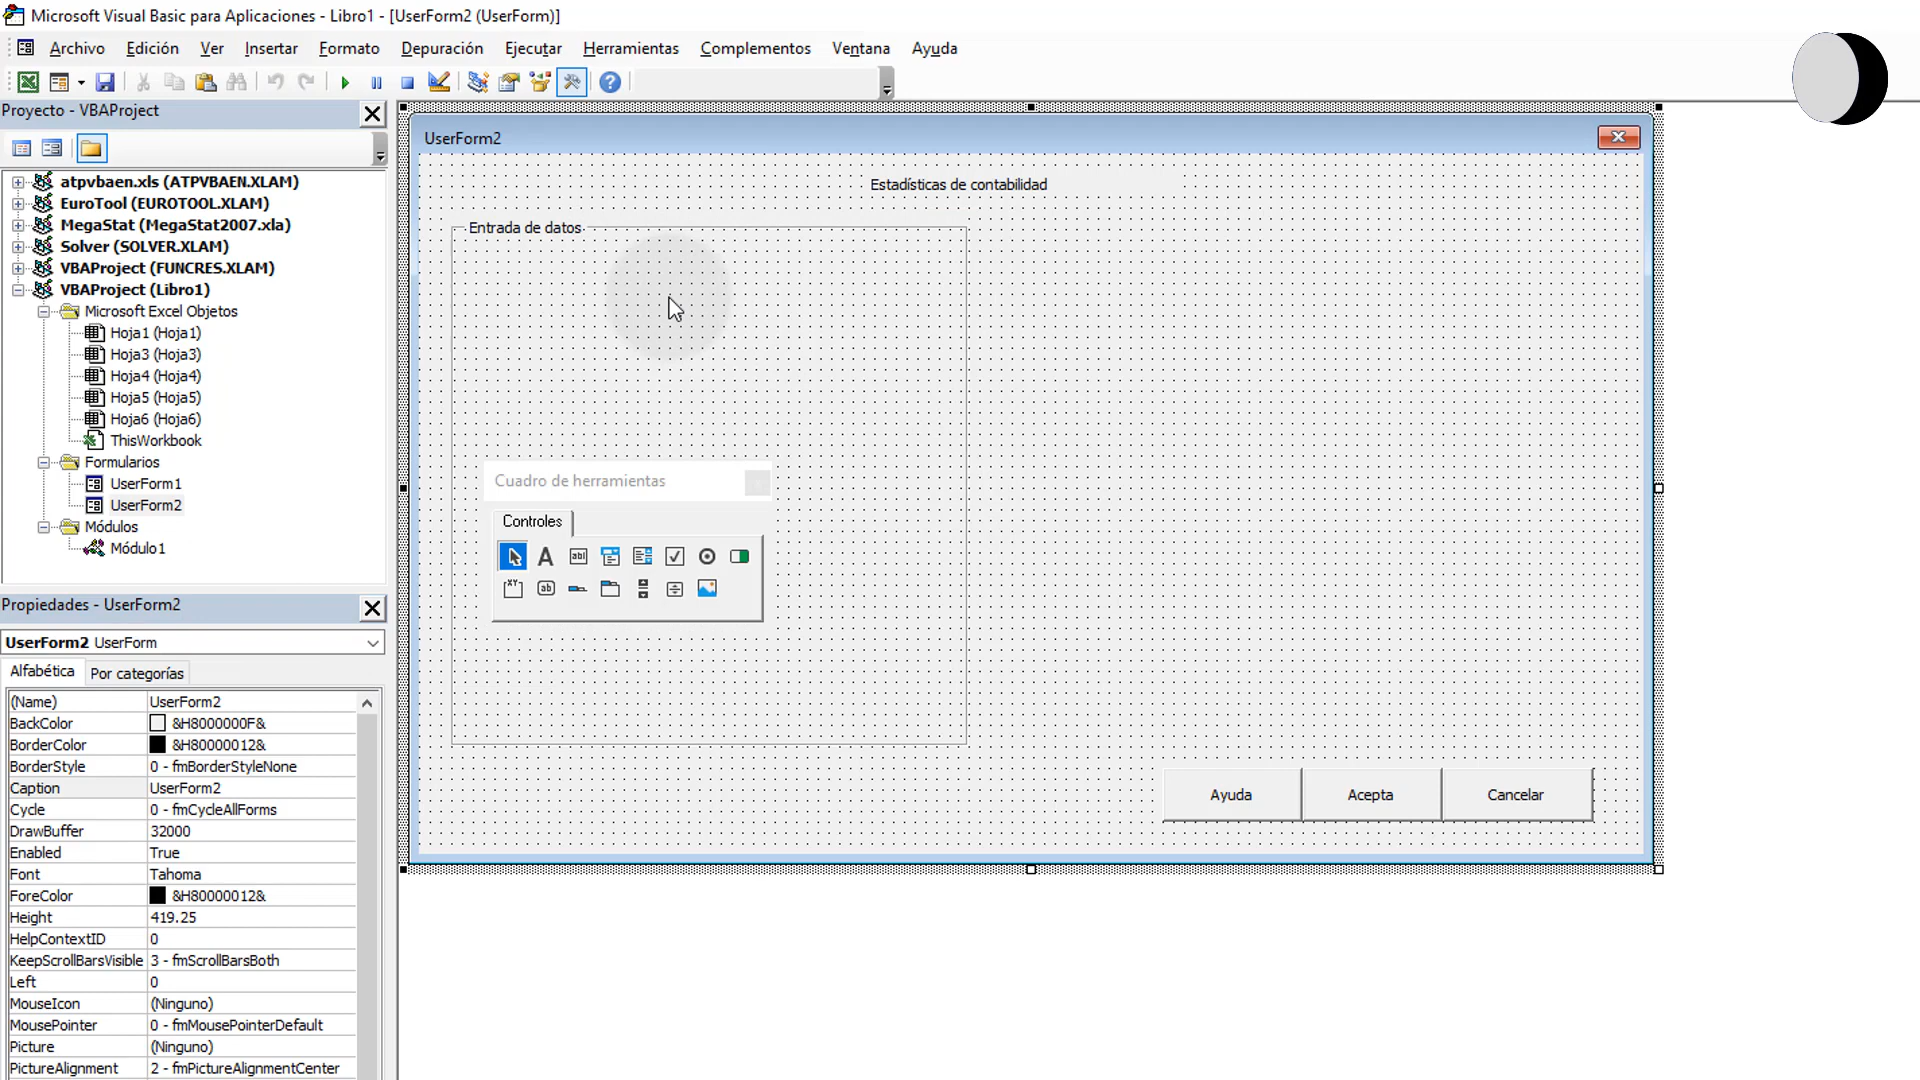 Microsoft Visual Basic para Aplicaciones - Libro1 - [UserForm2 (UserForm)]
Archivo Edición Ver Insertar Formato Depuración Ejecutar Herramientas Complementos Ventana Ayuda
Proyecto - VBAProject
atpvbaen.xls (ATPVBAEN.XLAM)
EuroTool (EUROTOOL.XLAM)
MegaStat (MegaStat2007.xla)
Solver (SOLVER.XLAM)
VBAProject (FUNCRES.XLAM)
VBAProject (Libro1)
Microsoft Excel Objetos
Hoja1 (Hoja1)
Hoja3 (Hoja3)
Hoja4 (Hoja4)
Hoja5 (Hoja5)
Hoja6 (Hoja6)
ThisWorkbook
Formularios
UserForm1
UserForm2
Módulos
Módulo1
Propiedades - UserForm2
UserForm2 UserForm
Alfabética Por categorías
(Name) UserForm2
BackColor &H8000000F&
BorderColor &H80000012&
BorderStyle 0 - fmBorderStyleNone
Caption UserForm2
Cycle 0 - fmCycleAllForms
DrawBuffer 32000
Enabled True
Font Tahoma
ForeColor &H80000012&
Height 419.25
HelpContextID 0
KeepScrollBarsVisible 3 - fmScrollBarsBoth
Left 0
MouseIcon (Ninguno)
MousePointer 0 - fmMousePointerDefault
Picture (Ninguno)
PictureAlignment 2 - fmPictureAlignmentCenter
UserForm2
Estadísticas de contabilidad
Entrada de datos
Cuadro de herramientas
Controles
A abl
XY ab
Ayuda Acepta Cancelar